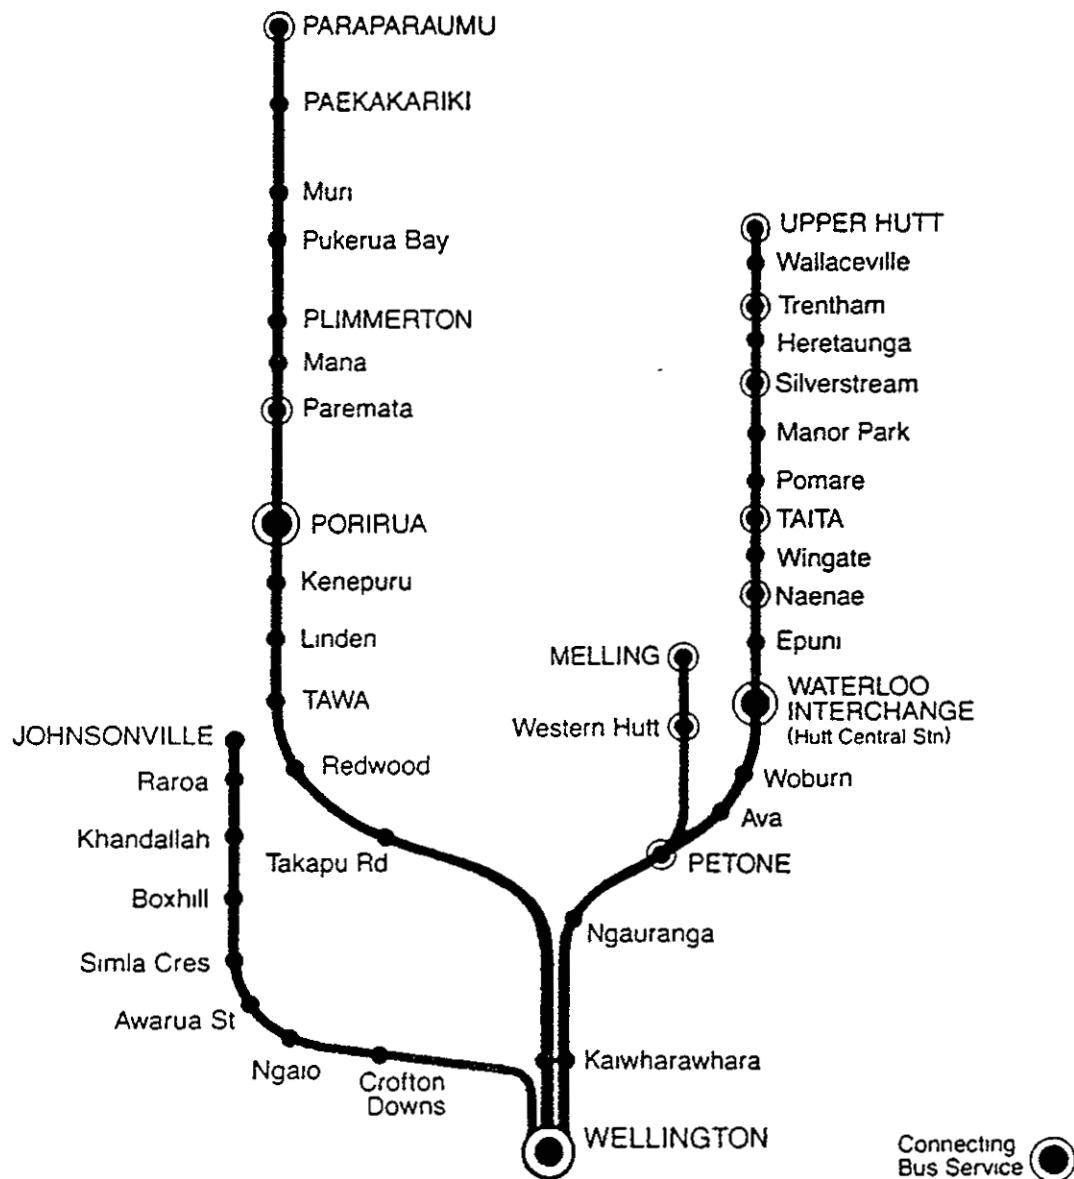 PARAPARAUMU
PAEKAKARIKI
Muri
Pukerua Bay
PLIMMERTON
Mana
Paremata
PORIRUA
Kenepuru
Linden
TAWA
Redwood
Takapu Rd
JOHNSONVILLE
Raroa
Khandallah
Boxhill
Simla Cres
Awarua St
Ngaio
Crofton
Downs
UPPER HUTT
Wallaceville
Trentham
Heretaunga
Silverstream
Manor Park
Pomare
TAITA
Wingate
Naenae
Epuni
WATERLOO
INTERCHANGE
(Hutt Central Stn)
Woburn
Ava
MELLING
Western Hutt
PETONE
Ngauranga
Kaiwharawhara
WELLINGTON
Connecting
Bus Service